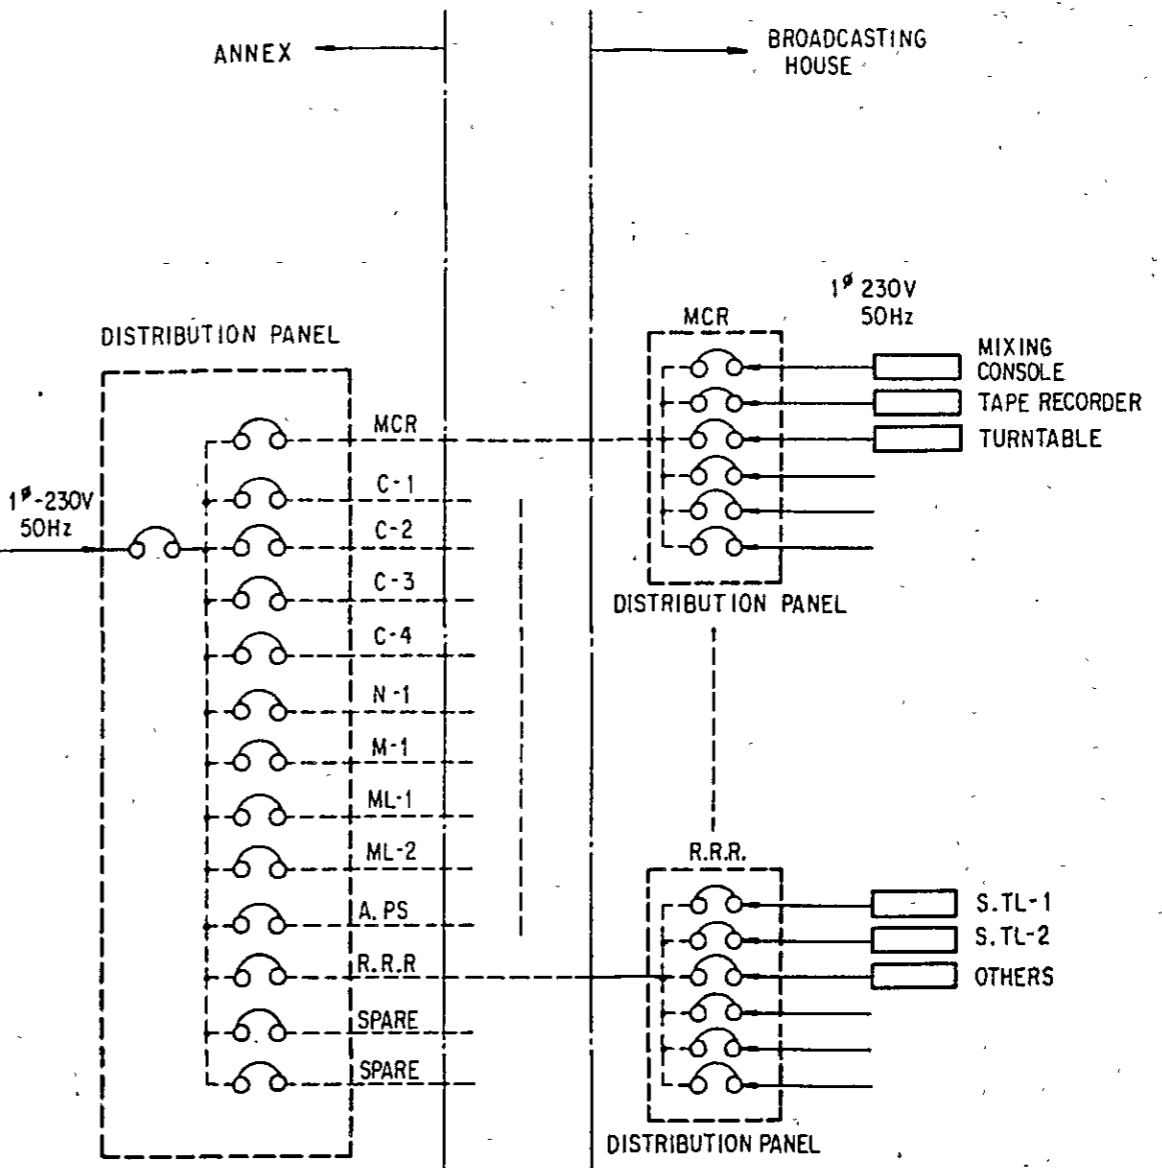 ANNEX
BROADCASTING
HOUSE
1ø 230V
50Hz
MCR
DISTRIBUTION PANEL
MIXING
CONSOLE
TAPE RECORDER
TURNTABLE
MCR
1ø-230V
50Hz
C-1
C-2
C-3
C-4
N-1
M-1
ML-1
ML-2
A.PS
R.R.R
SPARE
SPARE
DISTRIBUTION PANEL
R.R.R.
S.TL-1
S.TL-2
OTHERS
DISTRIBUTION PANEL